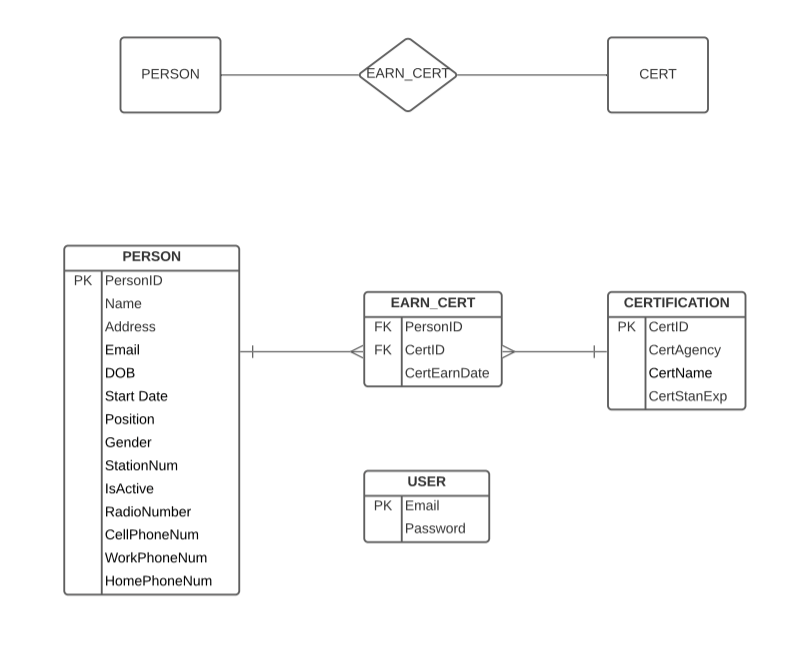 PERSON
EARN_CERT
CERT
PERSON
PK PersonID
Name
Address
Email
DOB
Start Date
Position
Gender
StationNum
IsActive
RadioNumber
CellPhoneNum
WorkPhoneNum
HomePhoneNum
EARN_CERT
FK PersonID
FK CertID
CertEarnDate
CERTIFICATION
PK CertID
CertAgency
CertName
CertStanExp
USER
PK Email
Password